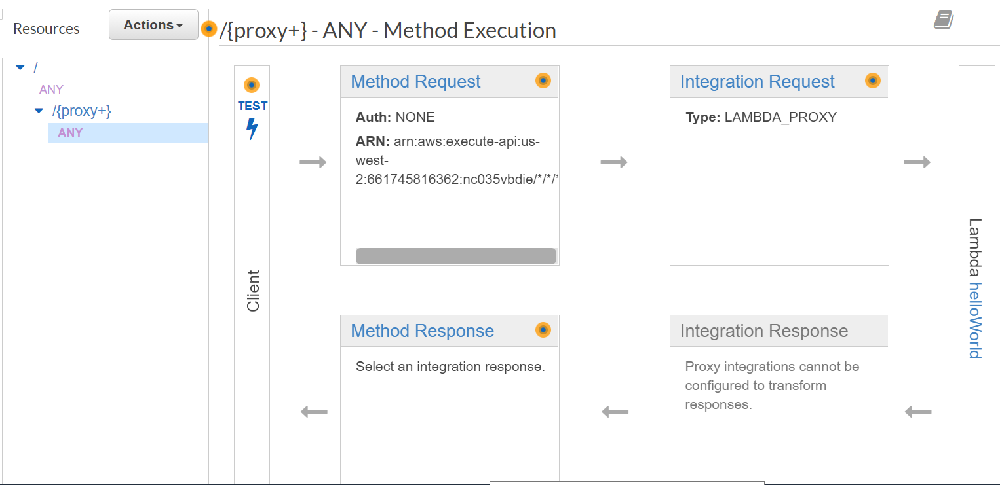 Resources
Actions
/{proxy+} - ANY - Method Execution
/
ANY
/{proxy+}
ANY
TEST
Client
Method Request
Auth: NONE
ARN: arn:aws:execute-api:us-
west-
2:661745816362:nc035vbdie/*/*/*
Integration Request
Type: LAMBDA_PROXY
Lambda helloWorld
Method Response
Select an integration response.
Integration Response
Proxy integrations cannot be
configured to transform
responses.